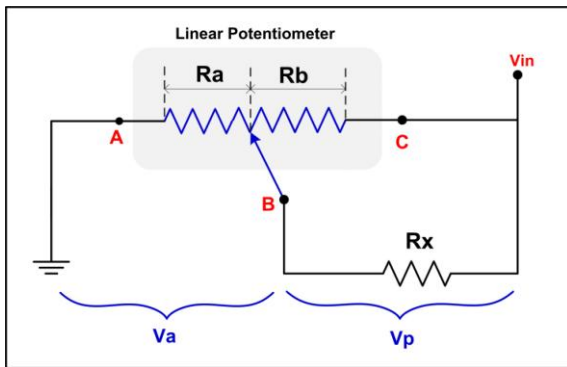 Linear Potentiometer
Vin
Ra
Rb
A
C
B
Rx
Va
Vp